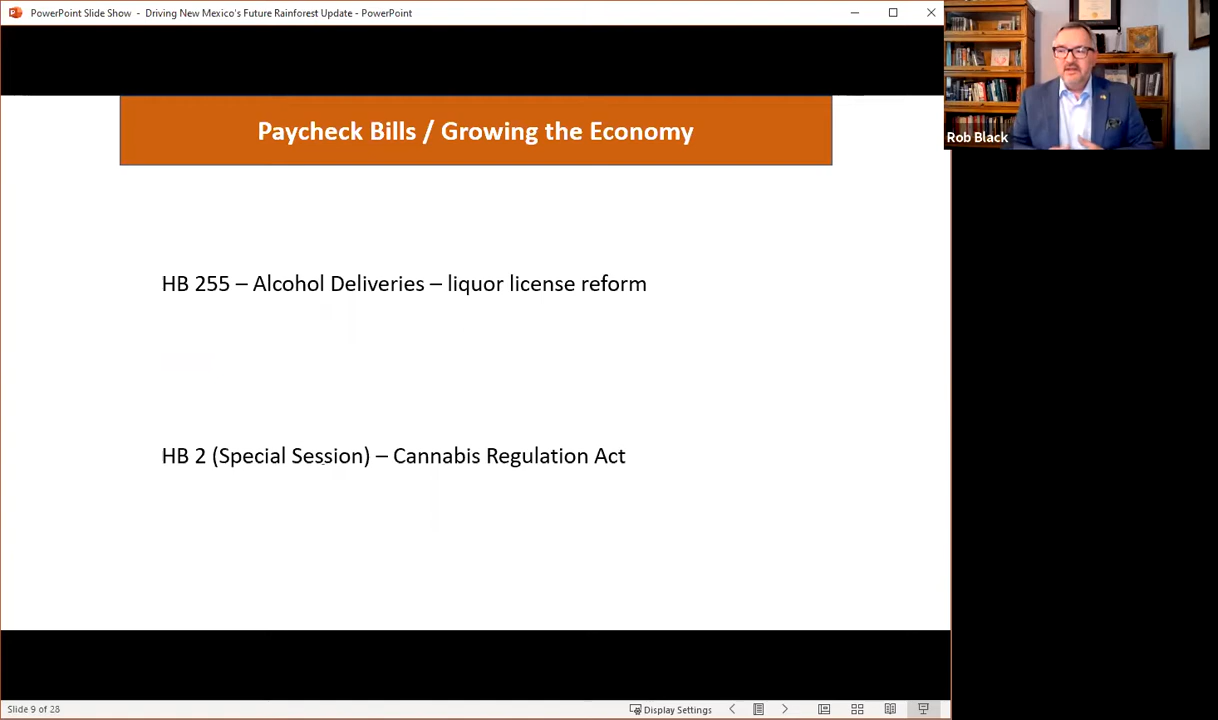 PowerPoint Slide Show - Driving New Mexico's Future Rainforest Update - PowerPoint
Rob Black
Paycheck Bills / Growing the Economy
HB 255 – Alcohol Deliveries – liquor license reform
HB 2 (Special Session) – Cannabis Regulation Act
Slide 9 of 28
Display Settings